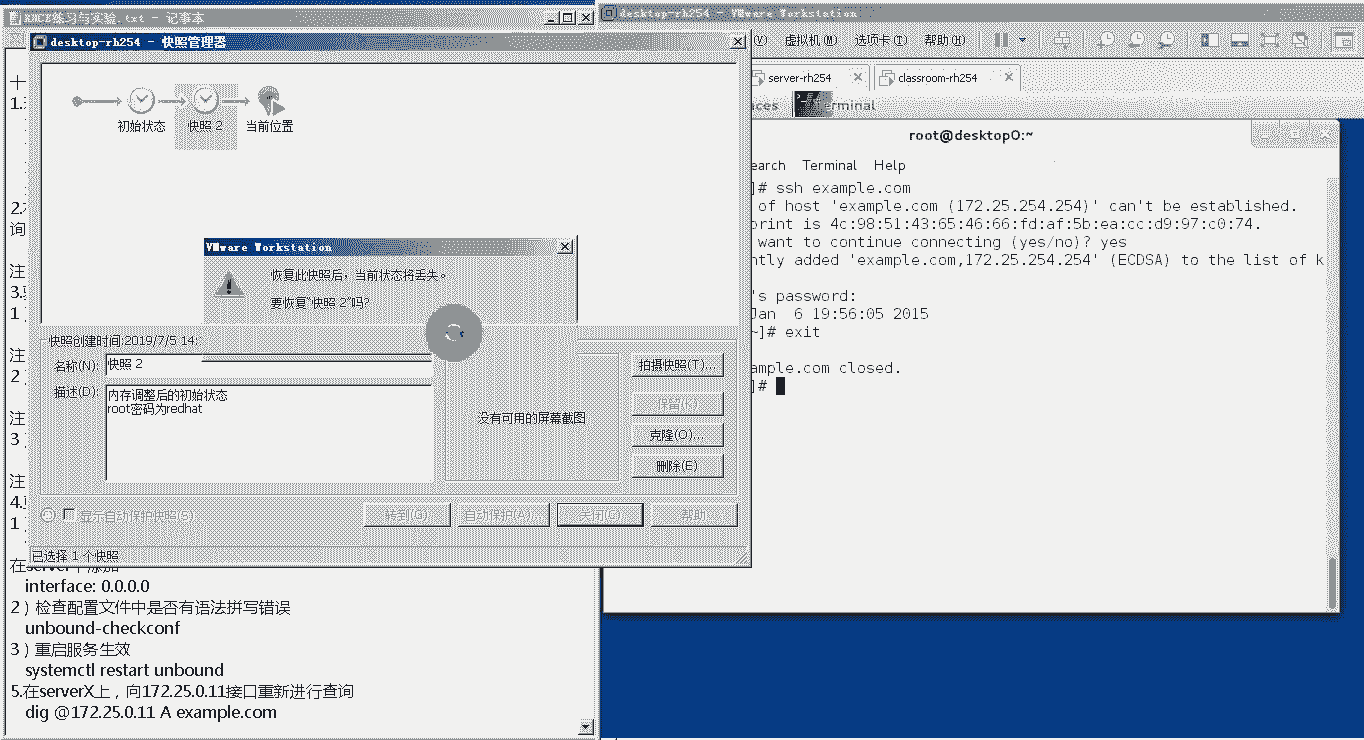 RHCE练习与实验.txt - 记事本
desktop-rh254 - VMware Workstation
desktop-rh254 - 快照管理器
(V) 虚拟机(M) 选项卡(T) 帮助(H)
server-rh254
classroom-rh254
aces
Terminal
初始状态
快照 2
当前位置
root@desktop0:~
earch Terminal Help
]# ssh example.com
of host 'example.com (172.25.254.254)' can't be established.
print is 4c:98:51:43:65:46:66:fd:af:5b:ea:cc:d9:97:c0:74.
want to continue connecting (yes/no)? yes
ntly added 'example.com,172.25.254.254' (ECDSA) to the list of k
's password:
Jan 6 19:56:05 2015
~]# exit
ample.com closed.
]#
VMware Workstation
恢复此快照后，当前状态将丢失。
要恢复"快照 2"吗?
快照创建时间:2019/7/5 14:
名称(N):
快照 2
描述(D):
内存调整后的初始状态
root密码为redhat
没有可用的屏幕截图
拍摄快照(T)...
保留(K)
克隆(O)...
删除(E)
显示自动保护快照(S)
转到(G)
自动保护(A)...
关闭(C)
帮助
已选择 1 个快照
十
1.
2.
询
注
3.
1
注
2
注
3
注
4.
1
在server中添加
interface: 0.0.0.0
2）检查配置文件中是否有语法拼写错误
unbound-checkconf
3）重启服务生效
systemctl restart unbound
5.在serverX上，向172.25.0.11接口重新进行查询
dig @172.25.0.11 A example.com